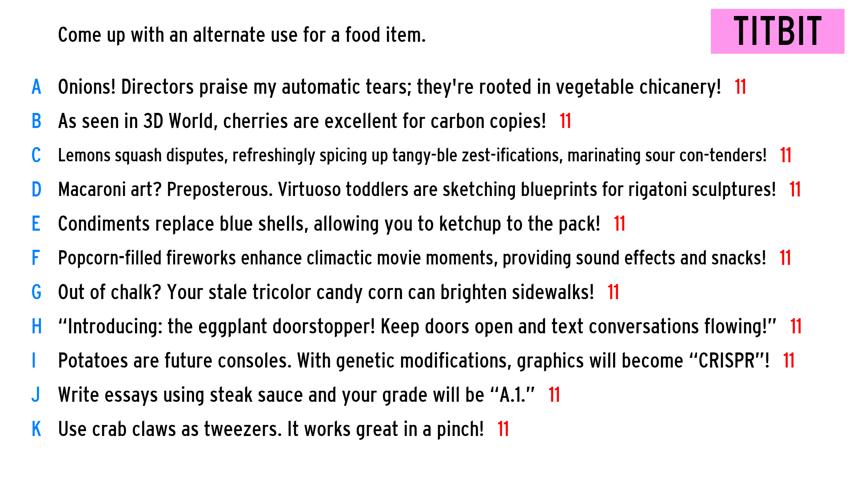 Come up with an alternate use for a food item.
TITBIT
A Onions! Directors praise my automatic tears; they're rooted in vegetable chicanery! 11
B As seen in 3D World, cherries are excellent for carbon copies! 11
C Lemons squash disputes, refreshingly spicing up tangy-ble zest-ifications, marinating sour con-tenders! 11
D Macaroni art? Preposterous. Virtuoso toddlers are sketching blueprints for rigatoni sculptures! 11
E Condiments replace blue shells, allowing you to ketchup to the pack! 11
F Popcorn-filled fireworks enhance climactic movie moments, providing sound effects and snacks! 11
G Out of chalk? Your stale tricolor candy corn can brighten sidewalks! 11
H “Introducing: the eggplant doorstopper! Keep doors open and text conversations flowing!” 11
I Potatoes are future consoles. With genetic modifications, graphics will become “CRISPR”! 11
J Write essays using steak sauce and your grade will be “A.1.” 11
K Use crab claws as tweezers. It works great in a pinch! 11